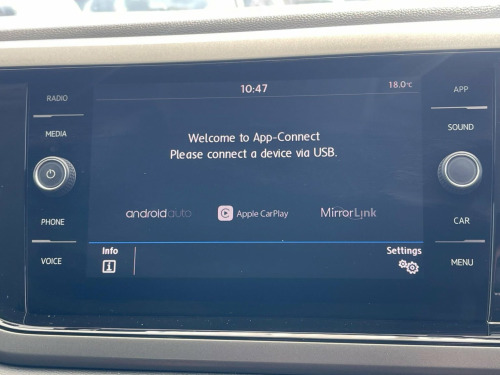 10:47
18.0°C
RADIO
MEDIA
PHONE
VOICE
Welcome to App-Connect
Please connect a device via USB.
androidauto
Apple CarPlay
MirrorLink
Info
Settings
APP
SOUND
CAR
MENU